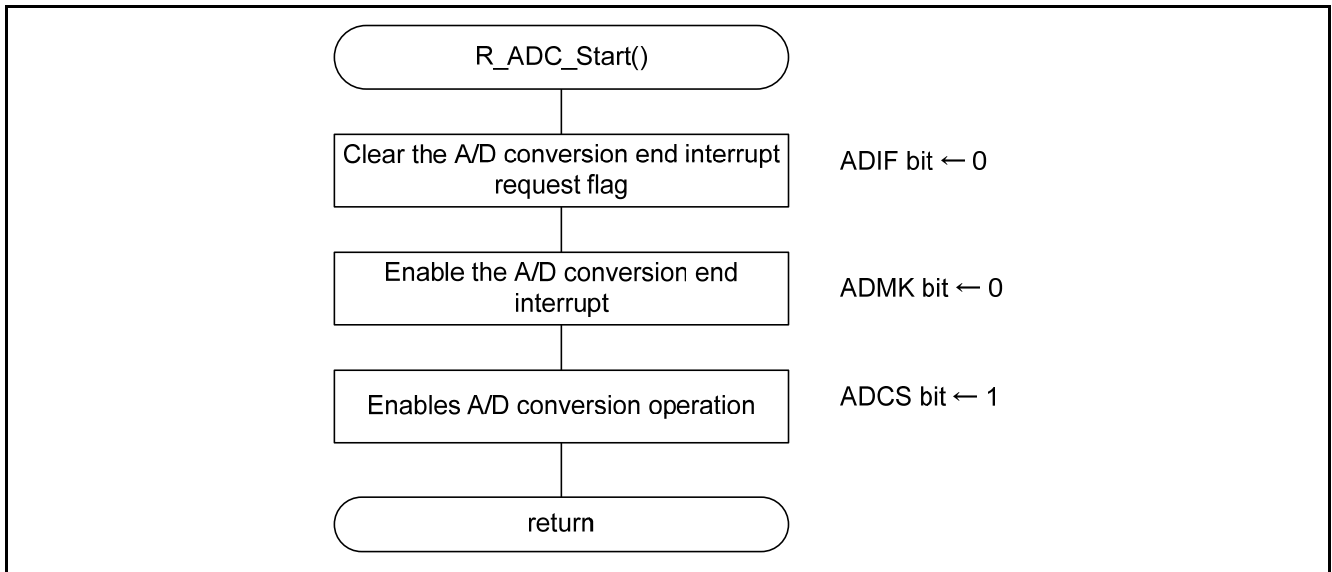 R_ADC_Start()
Clear the A/D conversion end interrupt
request flag
ADIF bit ← 0
Enable the A/D conversion end
interrupt
ADMK bit ← 0
Enables A/D conversion operation
ADCS bit ← 1
return